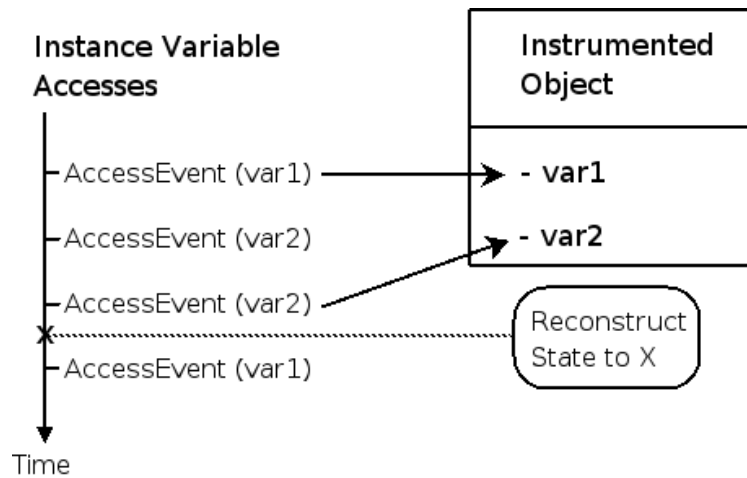 Instance Variable
Accesses
Instrumented
Object
AccessEvent (var1)
- var1
AccessEvent (var2)
- var2
AccessEvent (var2)
X
Reconstruct
State to X
AccessEvent (var1)
Time